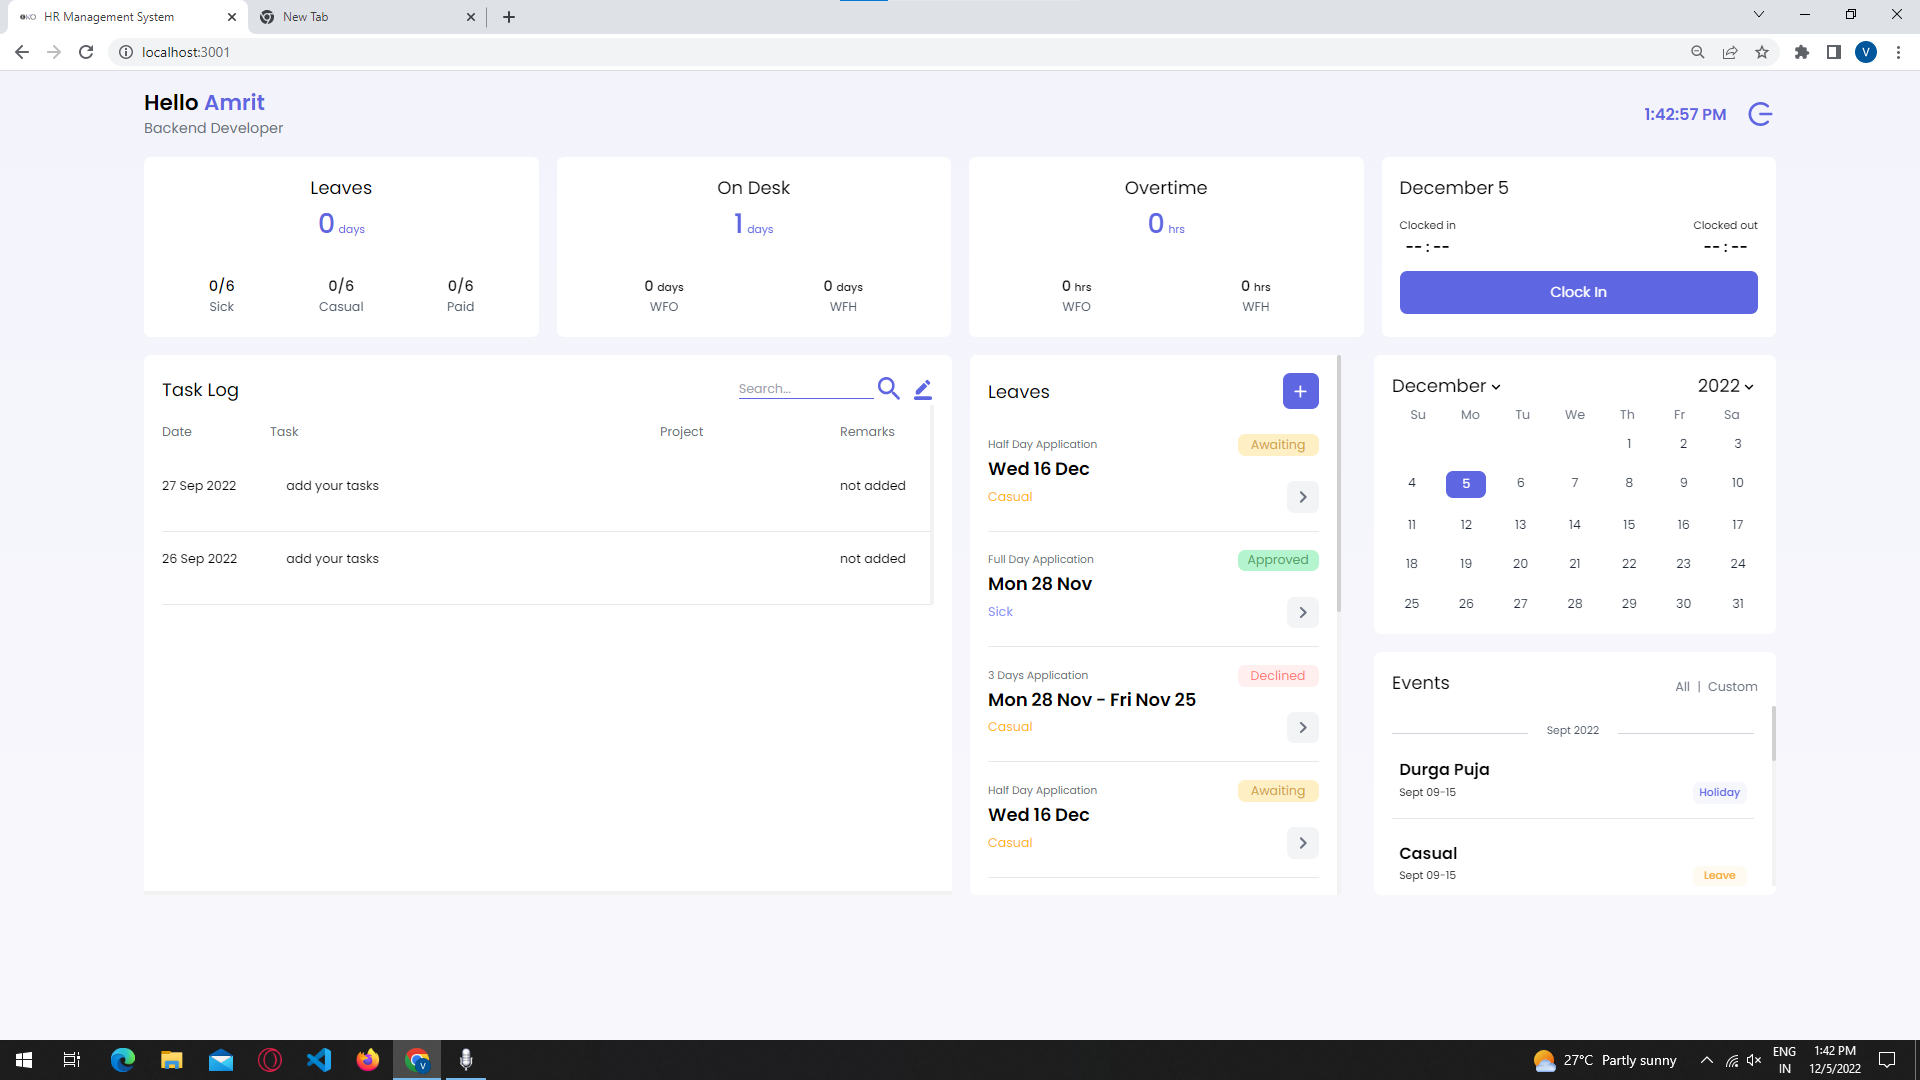 HR Management System
New Tab
localhost:3001
V
Hello Amrit
Backend Developer
1:42:57 PM
Leaves
0 days
0/6 0/6 0/6
Sick Casual Paid
On Desk
1 days
0 days 0 days
WFO WFH
Overtime
0 hrs
0 hrs 0 hrs
WFO WFH
December 5
Clocked in Clocked out
--:-- --:--
Clock In
Task Log
Search...
Date Task Project Remarks
27 Sep 2022 add your tasks not added
26 Sep 2022 add your tasks not added
Leaves
+
Half Day Application Awaiting
Wed 16 Dec
Casual
Full Day Application Approved
Mon 28 Nov
Sick
3 Days Application Declined
Mon 28 Nov - Fri Nov 25
Casual
Half Day Application Awaiting
Wed 16 Dec
Casual
December 2022
Su Mo Tu We Th Fr Sa
1 2 3
4 5 6 7 8 9 10
11 12 13 14 15 16 17
18 19 20 21 22 23 24
25 26 27 28 29 30 31
Events
All | Custom
Sept 2022
Durga Puja
Sept 09-15
Holiday
Casual
Sept 09-15
Leave
27°C Partly sunny
ENG
IN
1:42 PM
12/5/2022